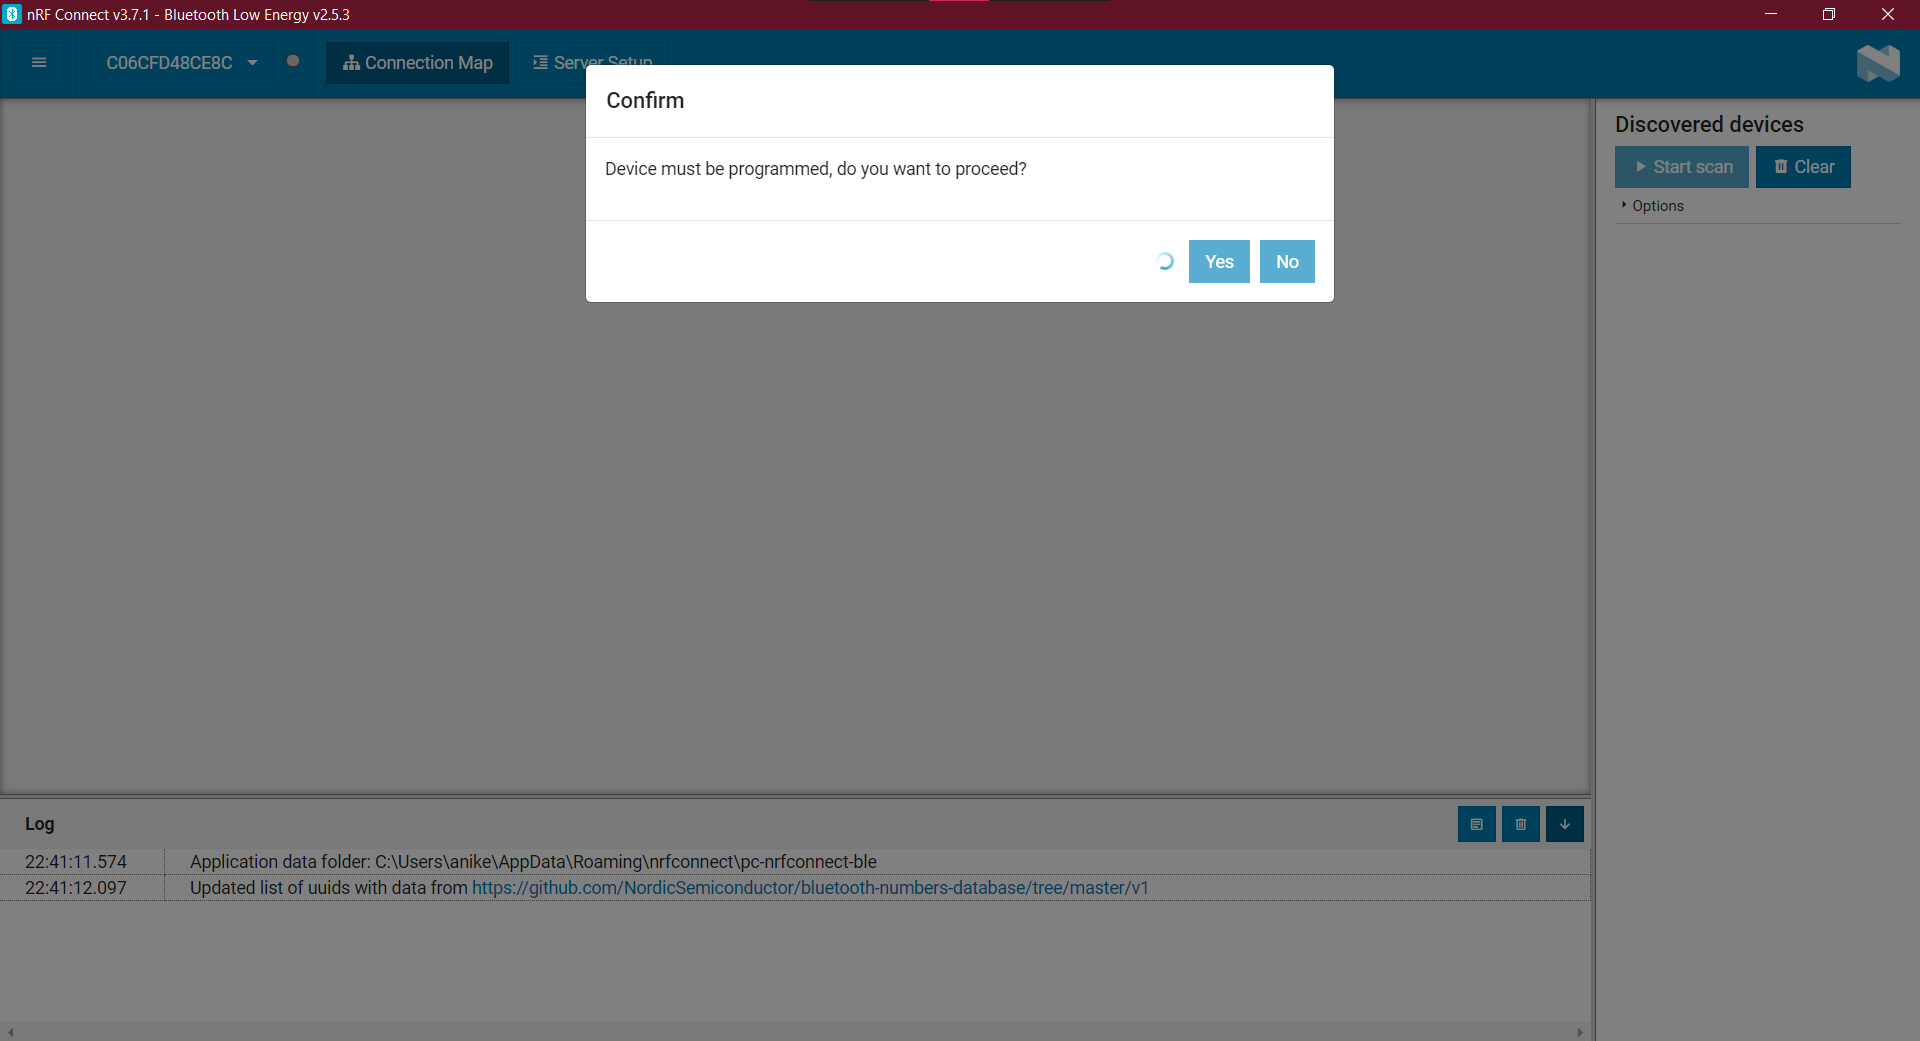 nRF Connect v3.7.1 - Bluetooth Low Energy v2.5.3
C06CFD48CE8C
Connection Map
Server Setup
Confirm
Device must be programmed, do you want to proceed?
Yes
No
Discovered devices
Start scan
Clear
Options
Log
22:41:11.574 Application data folder: C:\Users\anike\AppData\Roaming\nrfconnect\pc-nrfconnect-ble
22:41:12.097 Updated list of uuids with data from https://github.com/NordicSemiconductor/bluetooth-numbers-database/tree/master/v1